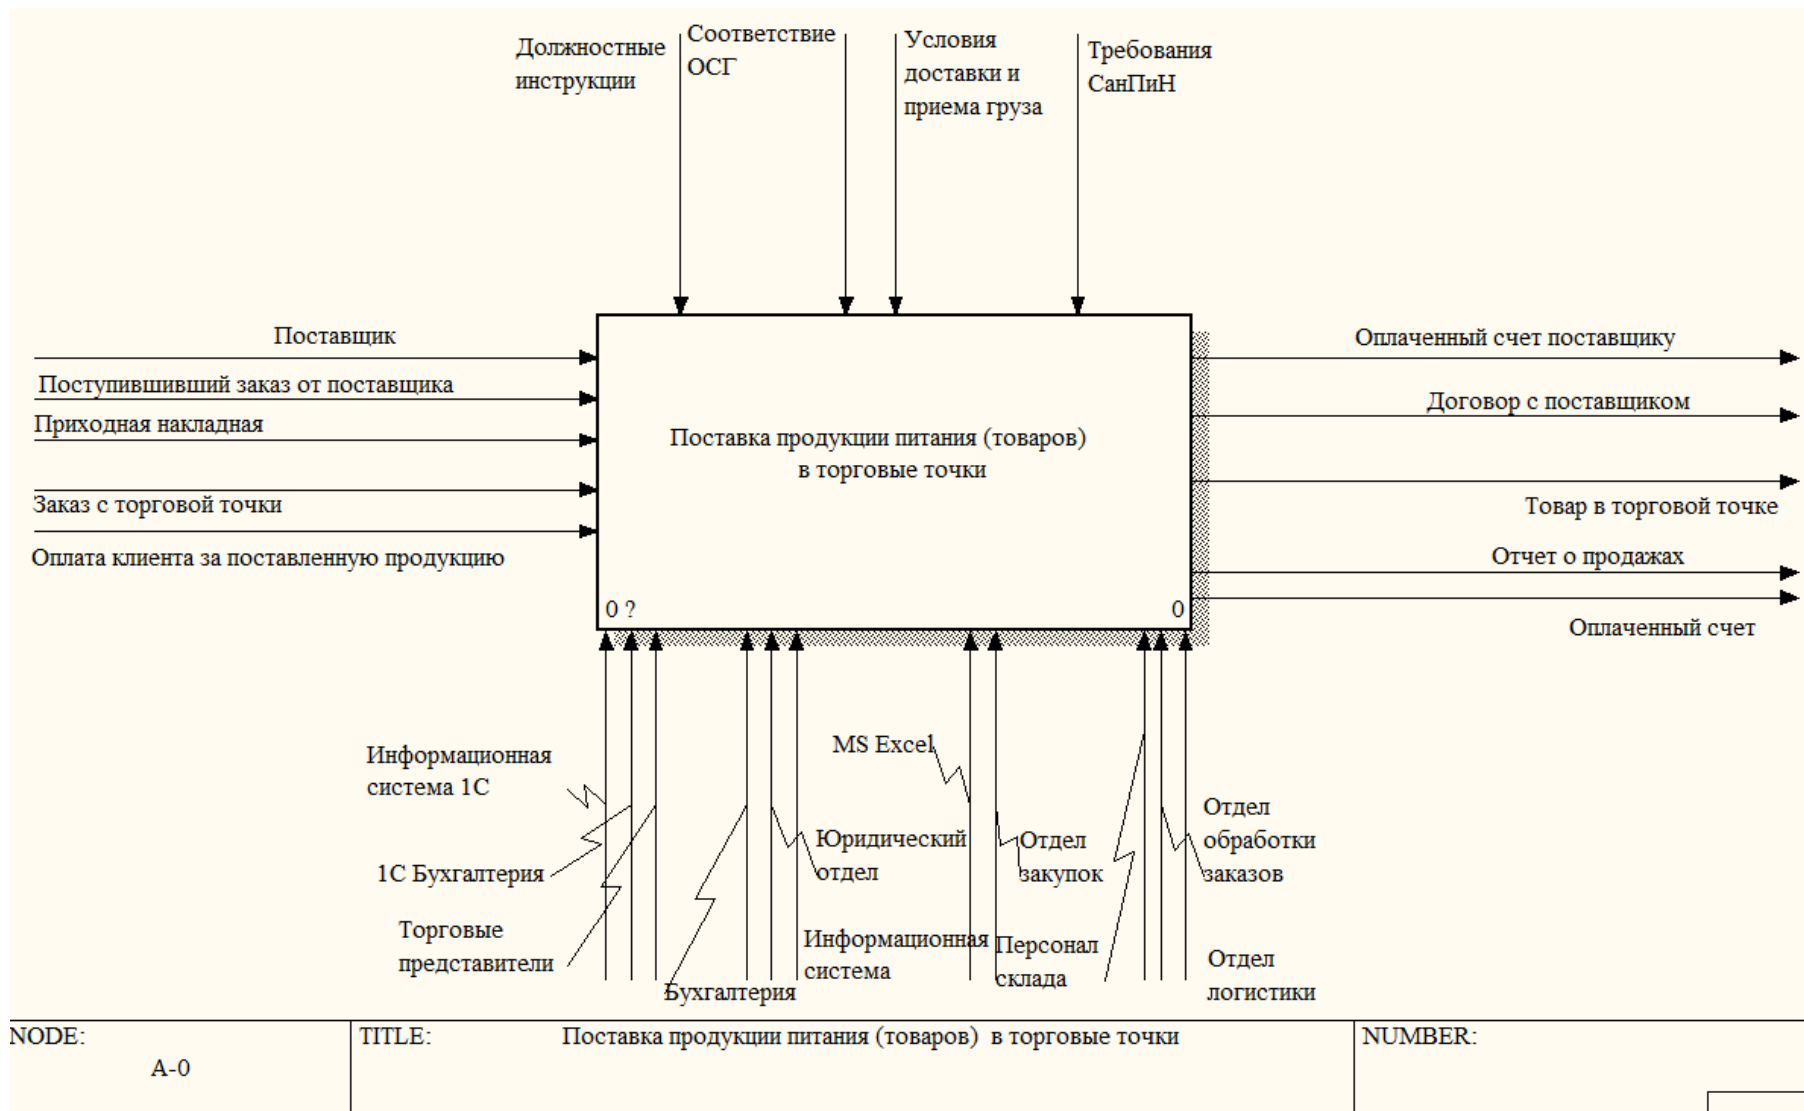 Должностные
инструкции
Соответствие
ОСГ
Условия
доставки и
приема груза
Требования
СанПиН
Поставщик
Поступившивший заказ от поставщика
Приходная накладная
Заказ с торговой точки
Оплата клиента за поставленную продукцию
Поставка продукции питания (товаров)
в торговые точки
0 ?
0
Оплаченный счет поставщику
Договор с поставщиком
Товар в торговой точке
Отчет о продажах
Оплаченный счет
Информационная
система 1С
1С Бухгалтерия
Торговые
представители
Бухгалтерия
Юридический
отдел
Информационная
система
MS Excel
Отдел
закупок
Персонал
склада
Отдел
обработки
заказов
Отдел
логистики
NODE:
A-0
TITLE:
Поставка продукции питания (товаров)  в торговые точки
NUMBER: